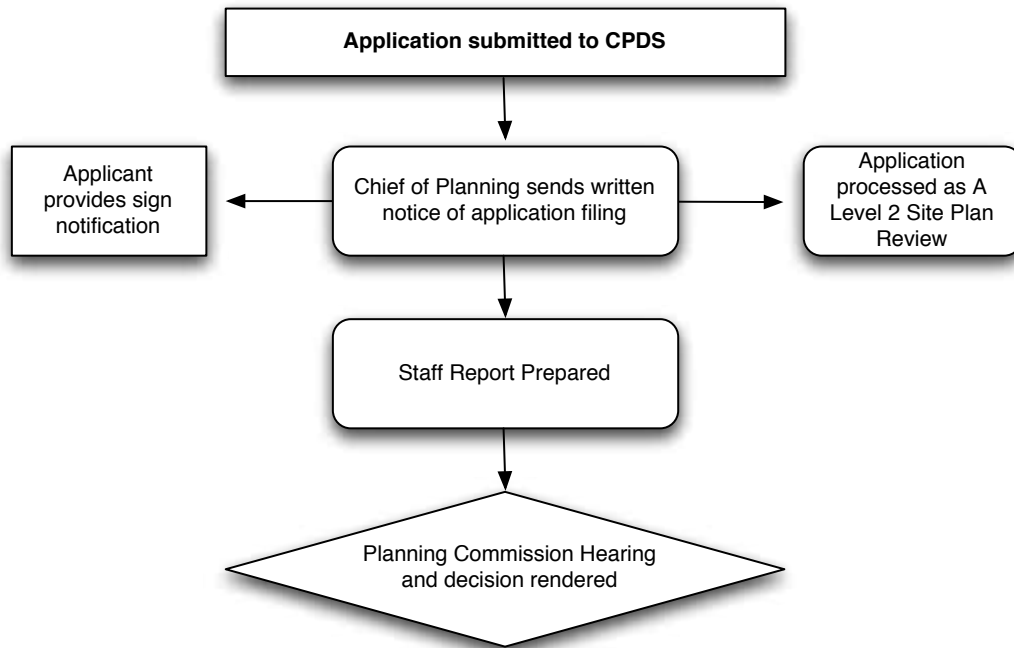 Application submitted to CPDS
Applicant
provides sign
notification
Chief of Planning sends written
notice of application filing
Application
processed as A
Level 2 Site Plan
Review
Staff Report Prepared
Planning Commission Hearing
and decision rendered